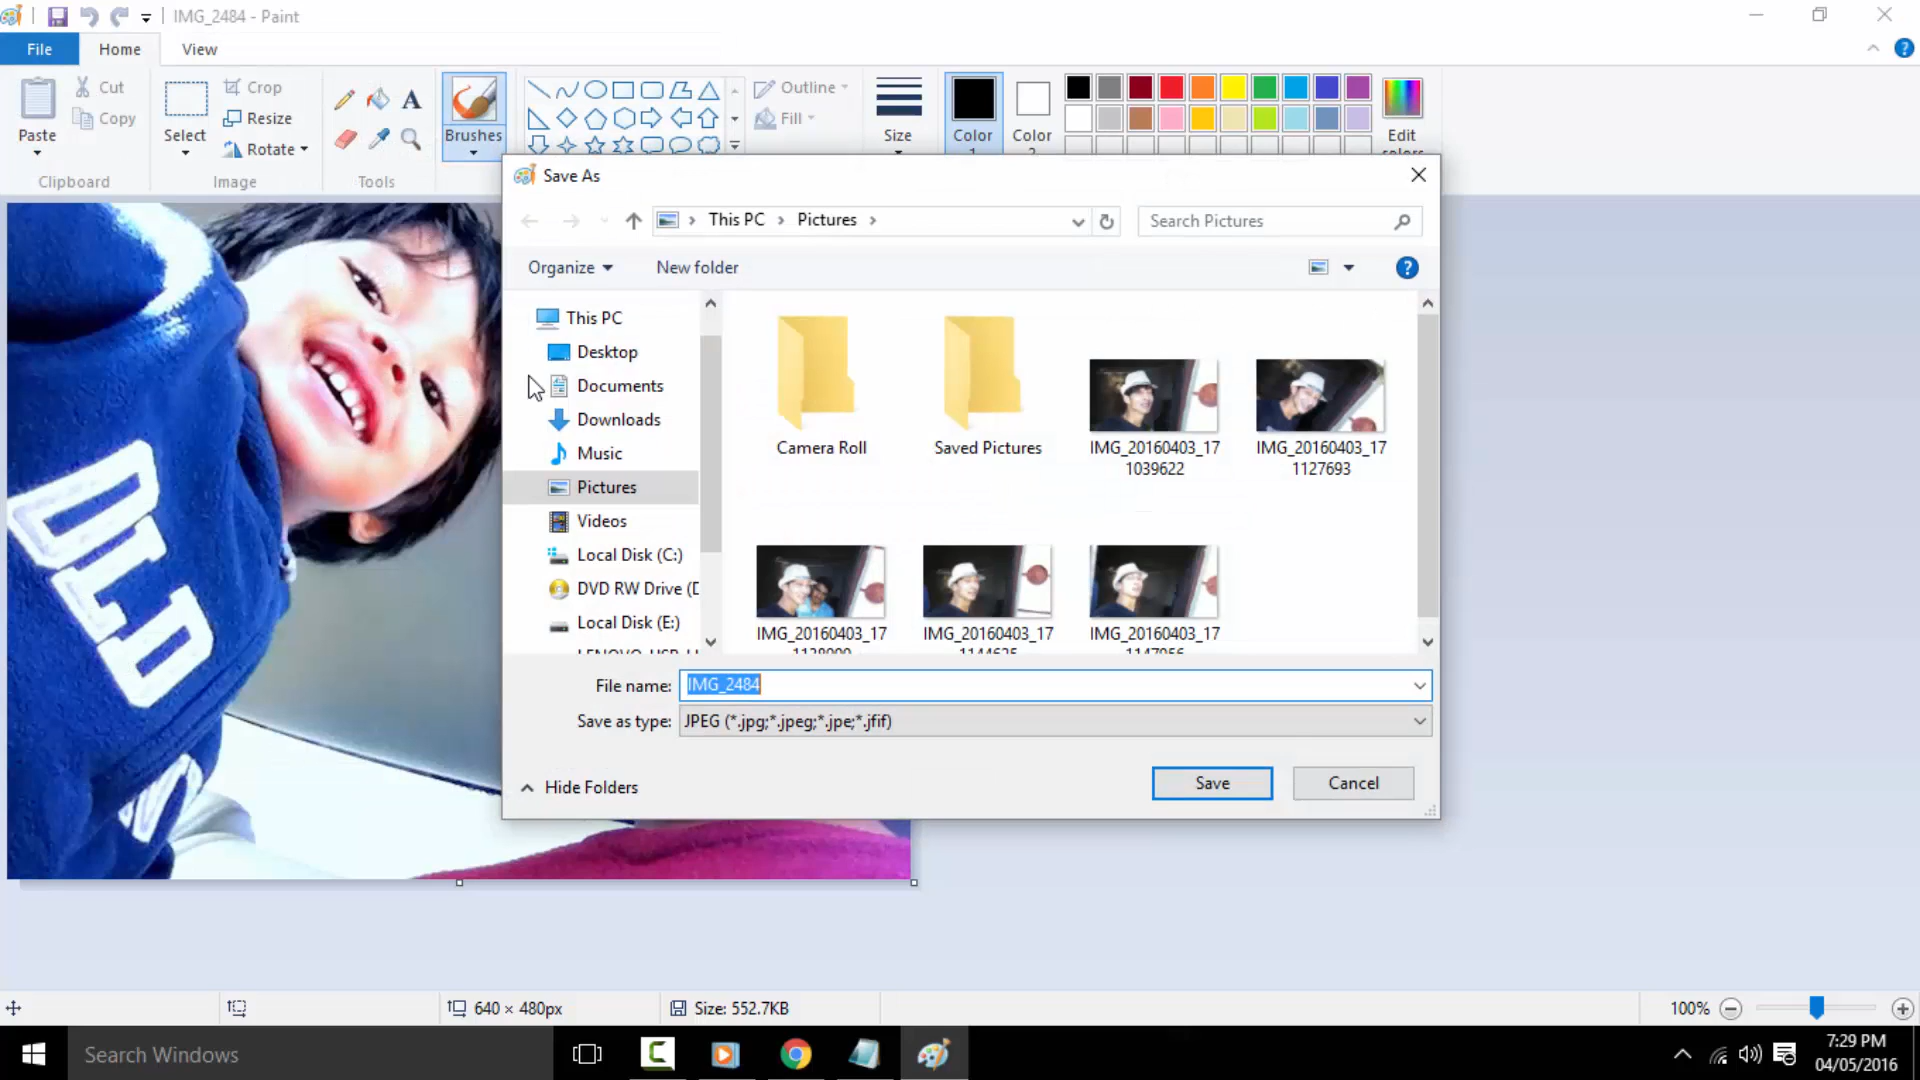 IMG_2484 - Paint
File
Home
View
Paste
Cut
Copy
Clipboard
Select
Crop
Resize
Rotate
Image
Tools
Brushes
Outline
Fill
Size
Color
1
Color
2
Edit
colors
Save As
This PC
Pictures
Search Pictures
Organize
New folder
This PC
Desktop
Documents
Downloads
Music
Pictures
Videos
Local Disk (C:)
DVD RW Drive (D
Local Disk (E:)
Camera Roll
Saved Pictures
IMG_20160403_17
1039622
IMG_20160403_17
1127693
IMG_20160403_17
IMG_20160403_17
IMG_20160403_17
File name:
IMG_2484
Save as type:
JPEG (*.jpg;*.jpeg;*.jpe;*.jfif)
Hide Folders
Save
Cancel
640 × 480px
Size: 552.7KB
100%
Search Windows
7:29 PM
04/05/2016